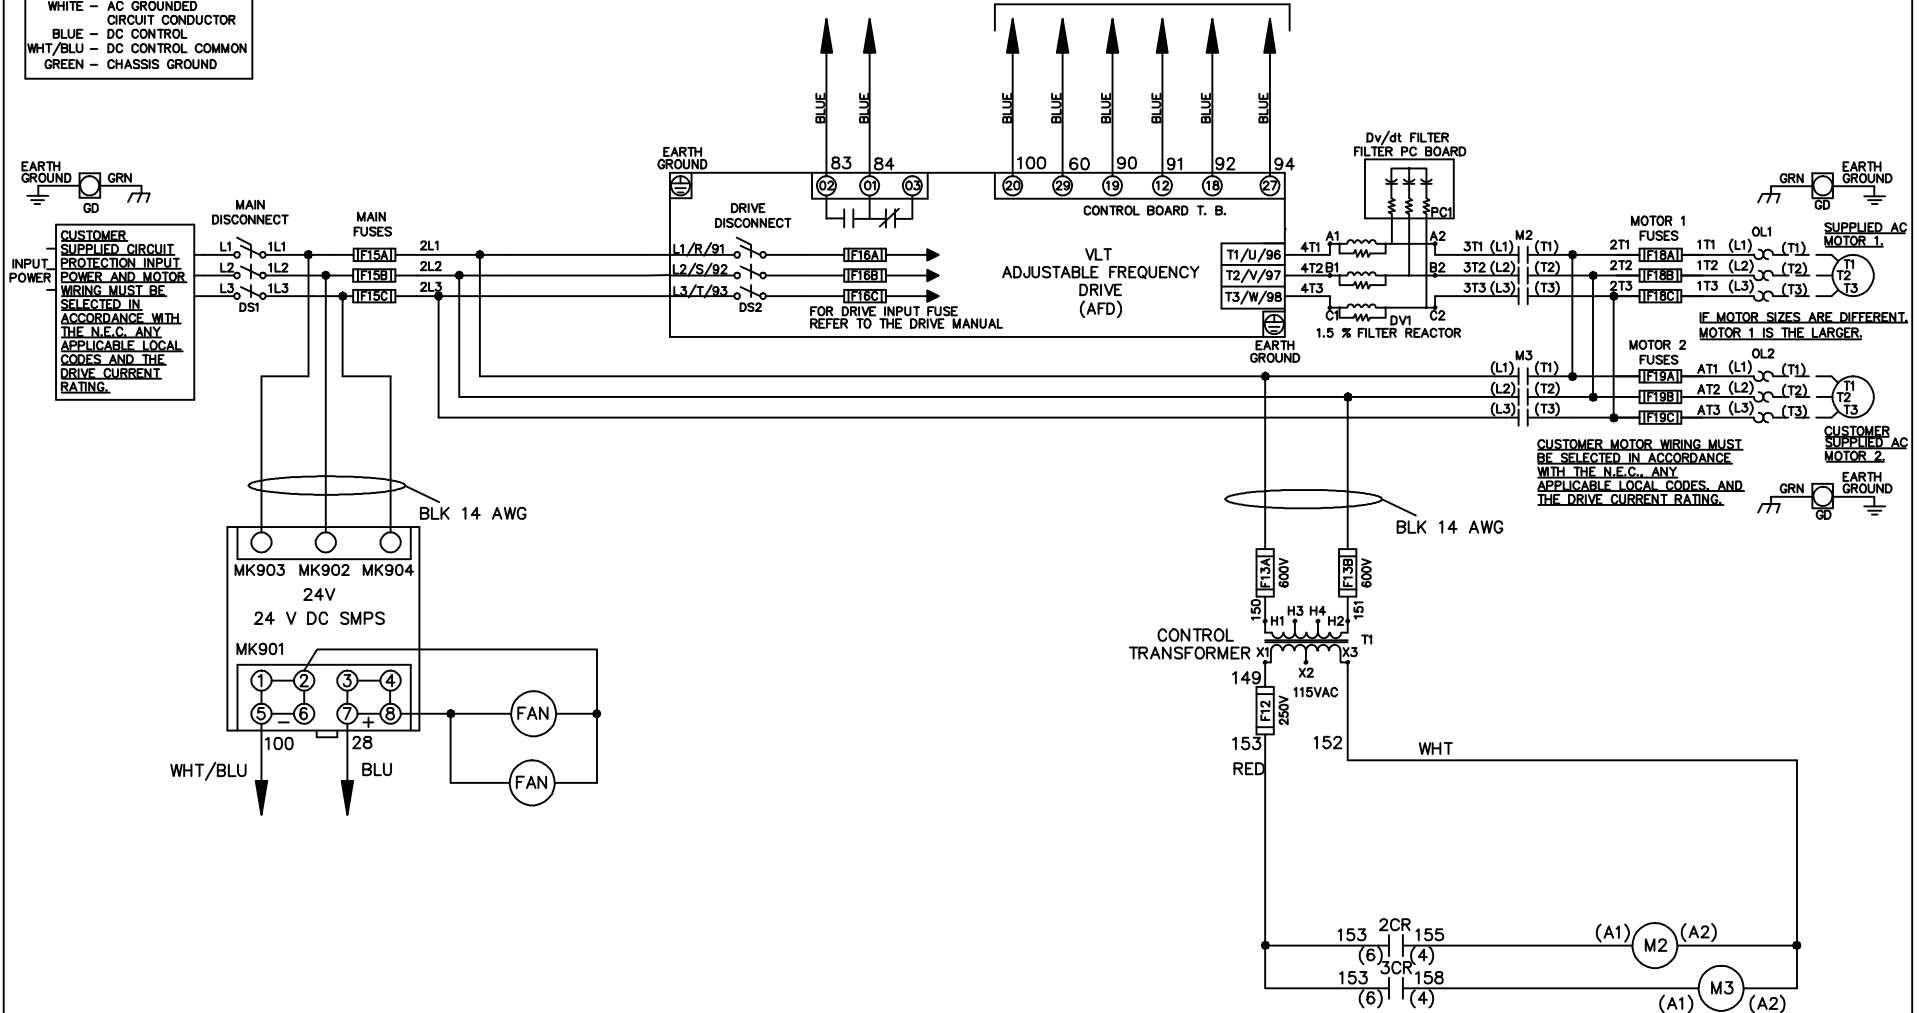 WHITE – AC GROUNDED
CIRCUIT CONDUCTOR
BLUE – DC CONTROL
WHT/BLU – DC CONTROL COMMON
GREEN – CHASSIS GROUND
BLUE
BLUE
BLUE
BLUE
BLUE
BLUE
BLUE
BLUE
EARTH
GROUND
GRN
GD
INPUT
POWER
CUSTOMER
SUPPLIED CIRCUIT
PROTECTION INPUT
POWER AND MOTOR
WIRING MUST BE
SELECTED IN
ACCORDANCE WITH
THE N.E.C. ANY
APPLICABLE LOCAL
CODES AND THE
DRIVE CURRENT
RATING.
MAIN
DISCONNECT
L1 1L1
L2 1L2
L3 1L3
DS1
MAIN
FUSES
F15A
F15B
F15C
2L1
2L2
2L3
EARTH
GROUND
83 84
02 01 03
100 60 90 91 92 94
20 29 19 12 18 27
CONTROL BOARD T. B.
DRIVE
DISCONNECT
L1/R/91
L2/S/92
L3/T/93
DS2
F16A
F16B
F16C
FOR DRIVE INPUT FUSE
REFER TO THE DRIVE MANUAL
VLT
ADJUSTABLE FREQUENCY
DRIVE
(AFD)
T1/U/96
T2/V/97
T3/W/98
EARTH
GROUND
4T1
4T2
4T3
Dv/dt FILTER
FILTER PC BOARD
PC1
A1 A2
B1 B2
C1 C2
DV1
1.5 % FILTER REACTOR
M2
3T1 (L1) (T1)
3T2 (L2) (T2)
3T3 (L3) (T3)
MOTOR 1
FUSES
2T1 F18A 1T1 (L1) (T1)
2T2 F18B 1T2 (L2) (T2)
2T3 F18C 1T3 (L3) (T3)
OL1
GRN
EARTH
GROUND
GD
SUPPLIED AC
MOTOR 1.
T1
T2
T3
IF MOTOR SIZES ARE DIFFERENT,
MOTOR 1 IS THE LARGER.
M3
(L1) (T1)
(L2) (T2)
(L3) (T3)
MOTOR 2
FUSES
F19A AT1 (L1) (T1)
F19B AT2 (L2) (T2)
F19C AT3 (L3) (T3)
OL2
T1
T2
T3
CUSTOMER
SUPPLIED AC
MOTOR 2.
CUSTOMER MOTOR WIRING MUST
BE SELECTED IN ACCORDANCE
WITH THE N.E.C., ANY
APPLICABLE LOCAL CODES, AND
THE DRIVE CURRENT RATING.
GRN
EARTH
GROUND
GD
BLK 14 AWG
MK903 MK902 MK904
24V
24 V DC SMPS
MK901
1 2 3 4
5 – 6 7 + 8
100 28
WHT/BLU
BLU
FAN
FAN
BLK 14 AWG
F13A
600V
F13B
600V
150 151
H1 H3 H4 H2
CONTROL
TRANSFORMER
T1
X1 X2 X3
149
115VAC
F12
250V
153 152
RED
WHT
153 2CR 155
(6) (4)
(A1) M2 (A2)
153 3CR 158
(6) (4)
(A1) M3 (A2)